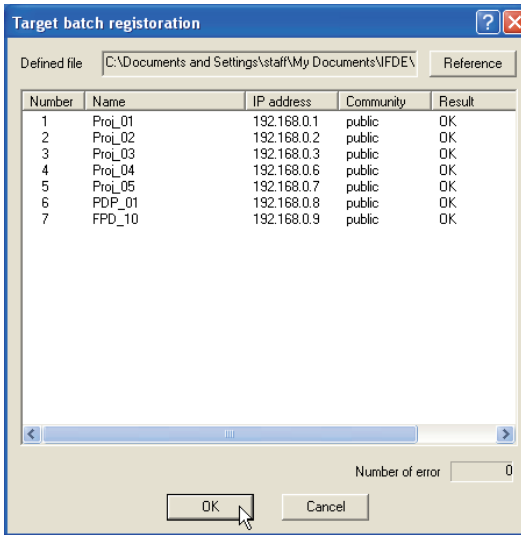 Target batch registoration
Defined file C:\Documents and Settings\staff\My Documents\IFDE\ Reference
Number Name IP address Community Result
1 Proj_01 192.168.0.1 public OK
2 Proj_02 192.168.0.2 public OK
3 Proj_03 192.168.0.3 public OK
4 Proj_04 192.168.0.6 public OK
5 Proj_05 192.168.0.7 public OK
6 PDP_01 192.168.0.8 public OK
7 FPD_10 192.168.0.9 public OK
Number of error 0
OK Cancel